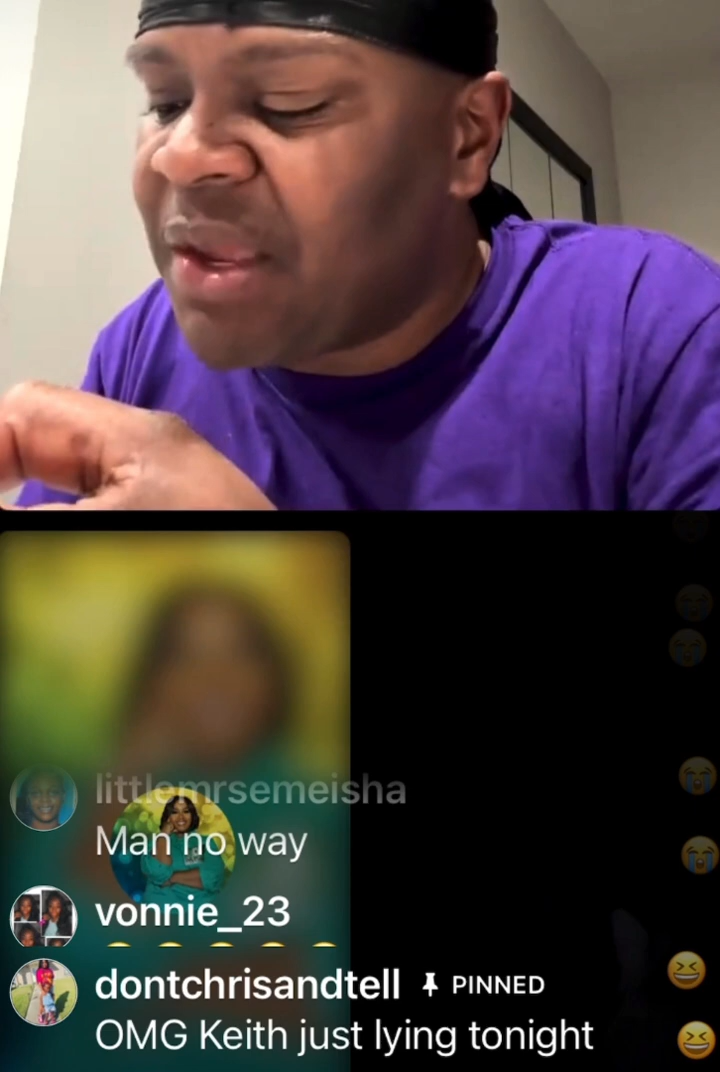 littlemrsemeisha
Man no way
vonnie_23
dontchrisandtell PINNED
OMG Keith just lying tonight